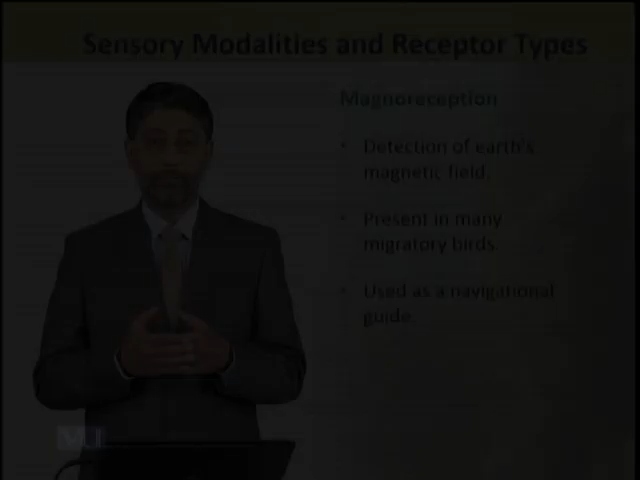 Sensory Modalities and Receptor Types
Magnoreception
• Detection of earth's
magnetic field.
• Present in many
migratory birds.
• Used as a navigational
guide.